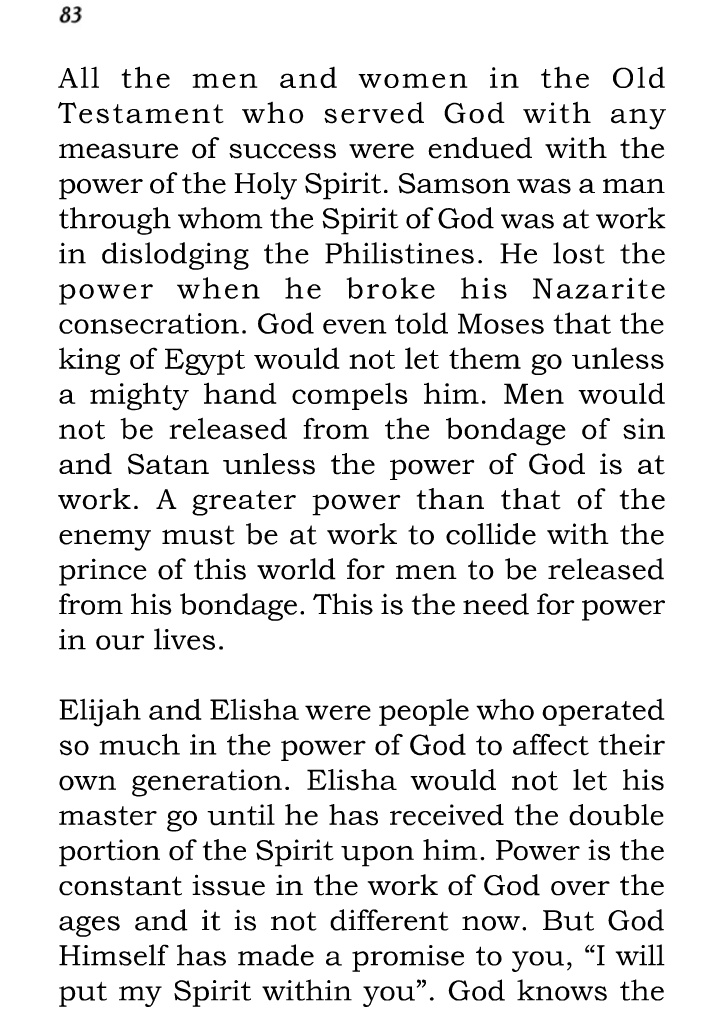 83
All the men and women in the Old
Testament who served God with any
measure of success were endued with the
power of the Holy Spirit. Samson was a man
through whom the Spirit of God was at work
in dislodging the Philistines. He lost the
power when he broke his Nazarite
consecration. God even told Moses that the
king of Egypt would not let them go unless
a mighty hand compels him. Men would
not be released from the bondage of sin
and Satan unless the power of God is at
work. A greater power than that of the
enemy must be at work to collide with the
prince of this world for men to be released
from his bondage. This is the need for power
in our lives.
Elijah and Elisha were people who operated
so much in the power of God to affect their
own generation. Elisha would not let his
master go until he has received the double
portion of the Spirit upon him. Power is the
constant issue in the work of God over the
ages and it is not different now. But God
Himself has made a promise to you, “I will
put my Spirit within you”. God knows the